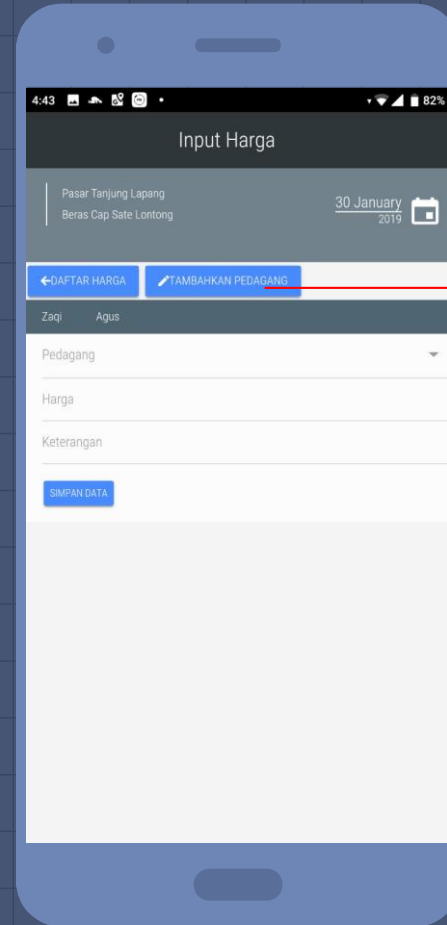 4:43
82%
Input Harga
Pasar Tanjung Lapang
Beras Cap Sate Lontong
30 January
2019
DAFTAR HARGA
TAMBAHKAN PEDAGANG
Zaqi Agus
Pedagang
Harga
Keterangan
SIMPAN DATA